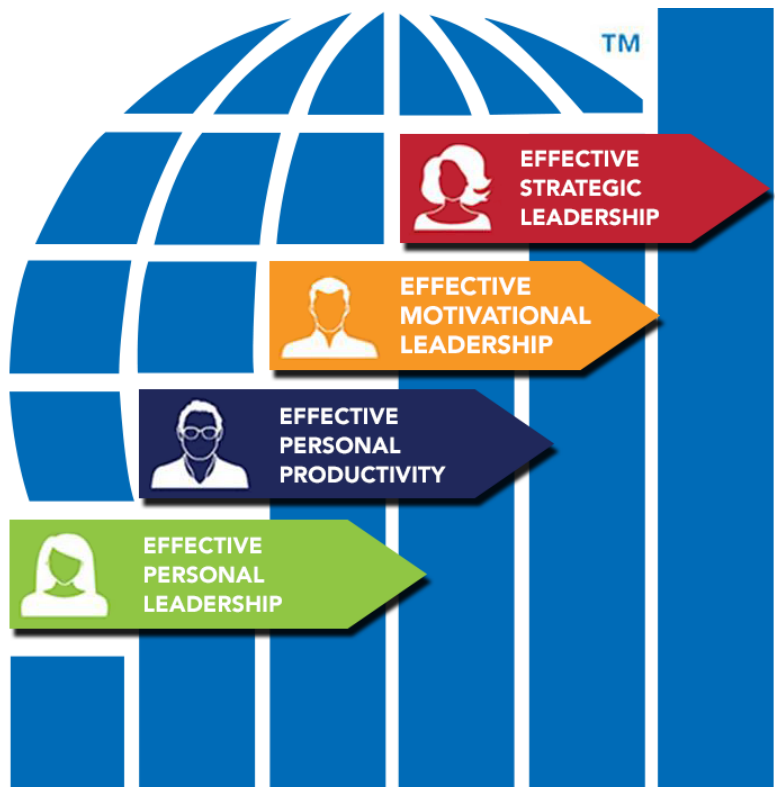 TM
EFFECTIVE
STRATEGIC
LEADERSHIP
EFFECTIVE
MOTIVATIONAL
LEADERSHIP
EFFECTIVE
PERSONAL
PRODUCTIVITY
EFFECTIVE
PERSONAL
LEADERSHIP